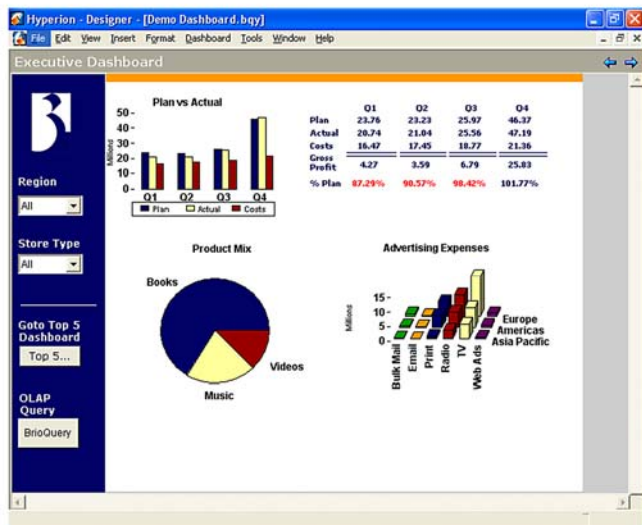 Hyperion - Designer - [Demo Dashboard.bqy]
File Edit View Insert Format Dashboard Tools Window Help
Executive Dashboard
Region
All
Store Type
All
Goto Top 5
Dashboard
Top 5...
OLAP
Query
BrioQuery
Plan vs Actual
Millions
50
40
30
20
10
0
Q1 Q2 Q3 Q4
Plan Actual Costs
Q1 Q2 Q3 Q4
Plan 23.76 23.23 25.97 46.37
Actual 20.74 21.04 25.56 47.19
Costs 16.47 17.45 18.77 21.36
Gross
Profit 4.27 3.59 6.79 25.83
% Plan 87.29% 90.57% 98.42% 101.77%
Product Mix
Books
Videos
Music
Advertising Expenses
Millions
15
10
5
0
Bulk Mail
Email
Print
Radio
TV
Web Ads
Europe
Americas
Asia Pacific